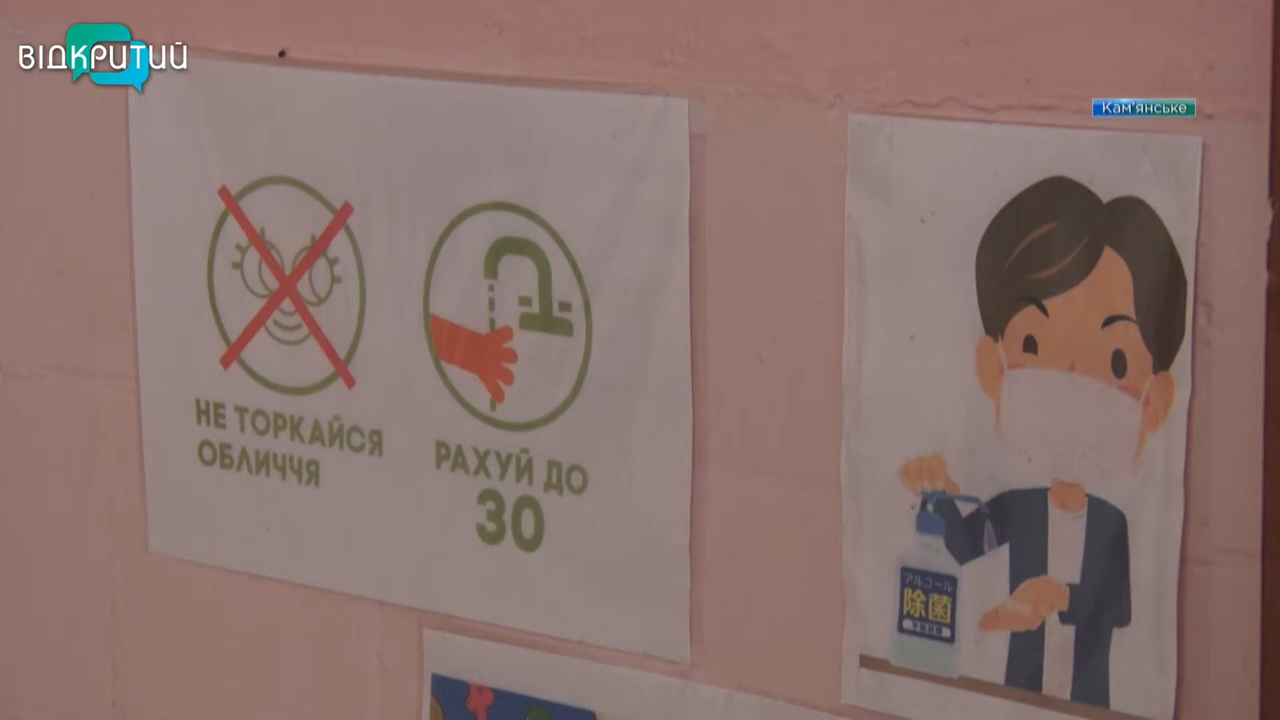 ВІДКРИТИЙ
Кам'янське
НЕ ТОРКАЙСЯ
ОБЛИЧЧЯ
РАХУЙ ДО
30
アルコール
除菌